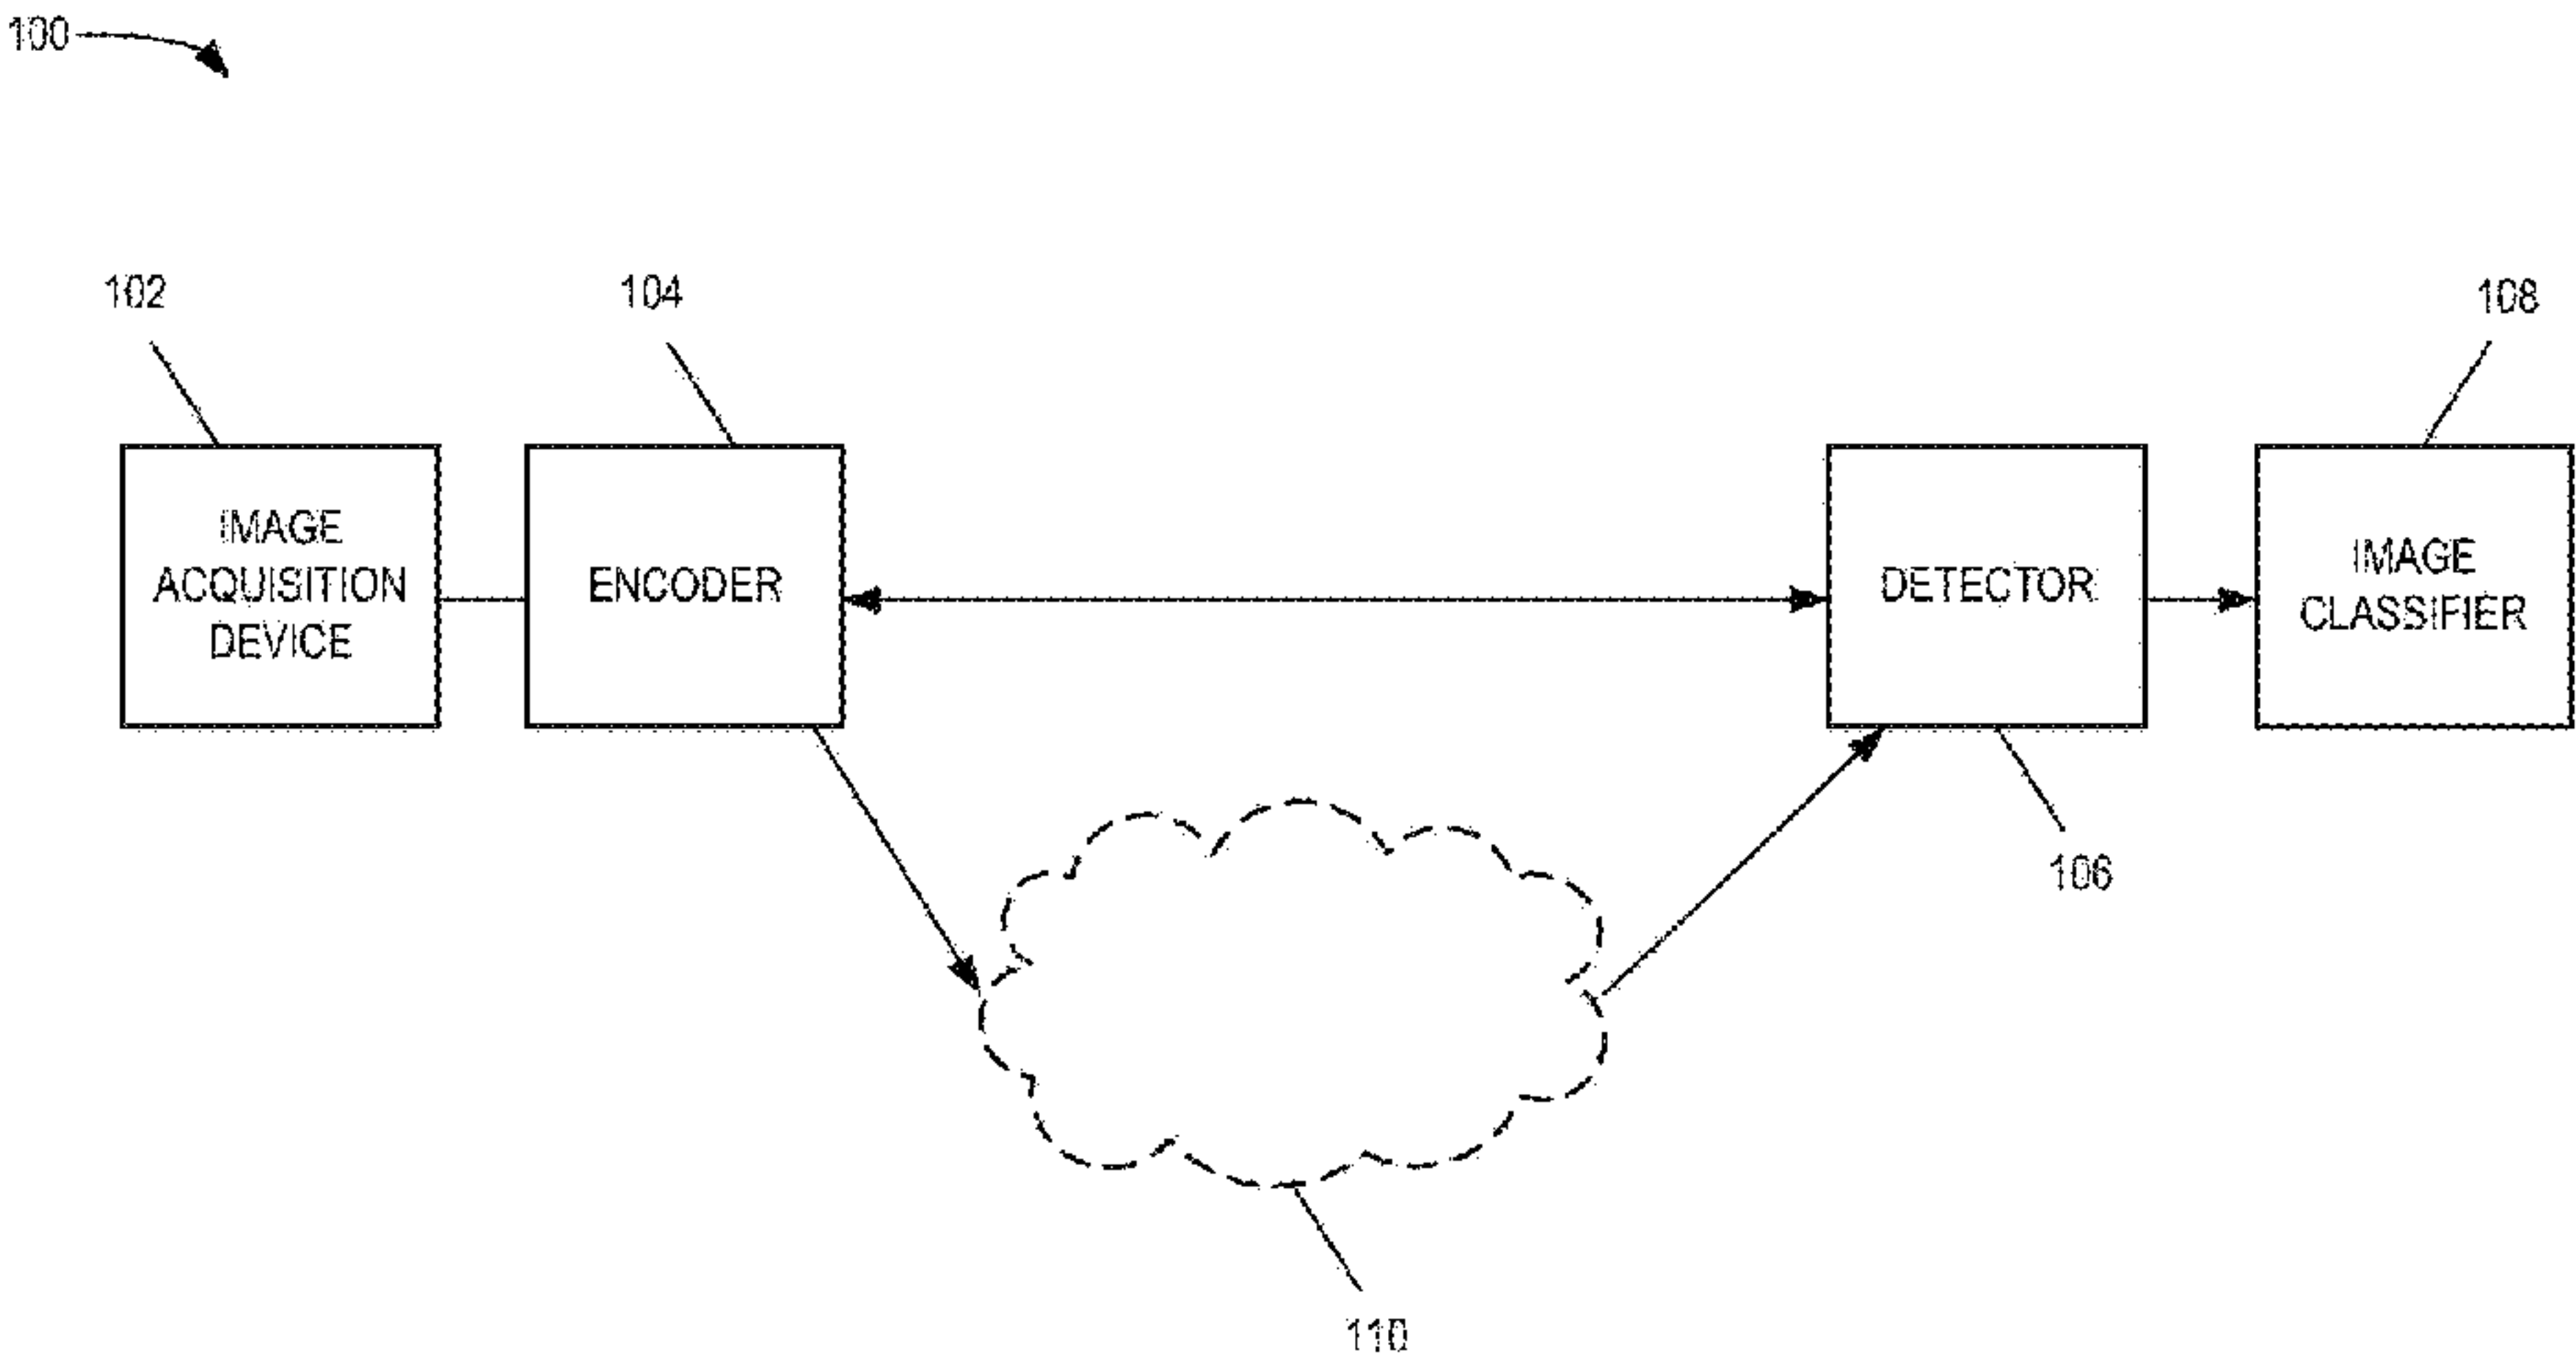 100
102
104
108
IMAGE
ACQUISITION
DEVICE
ENCODER
DETECTOR
IMAGE
CLASSIFIER
106
110